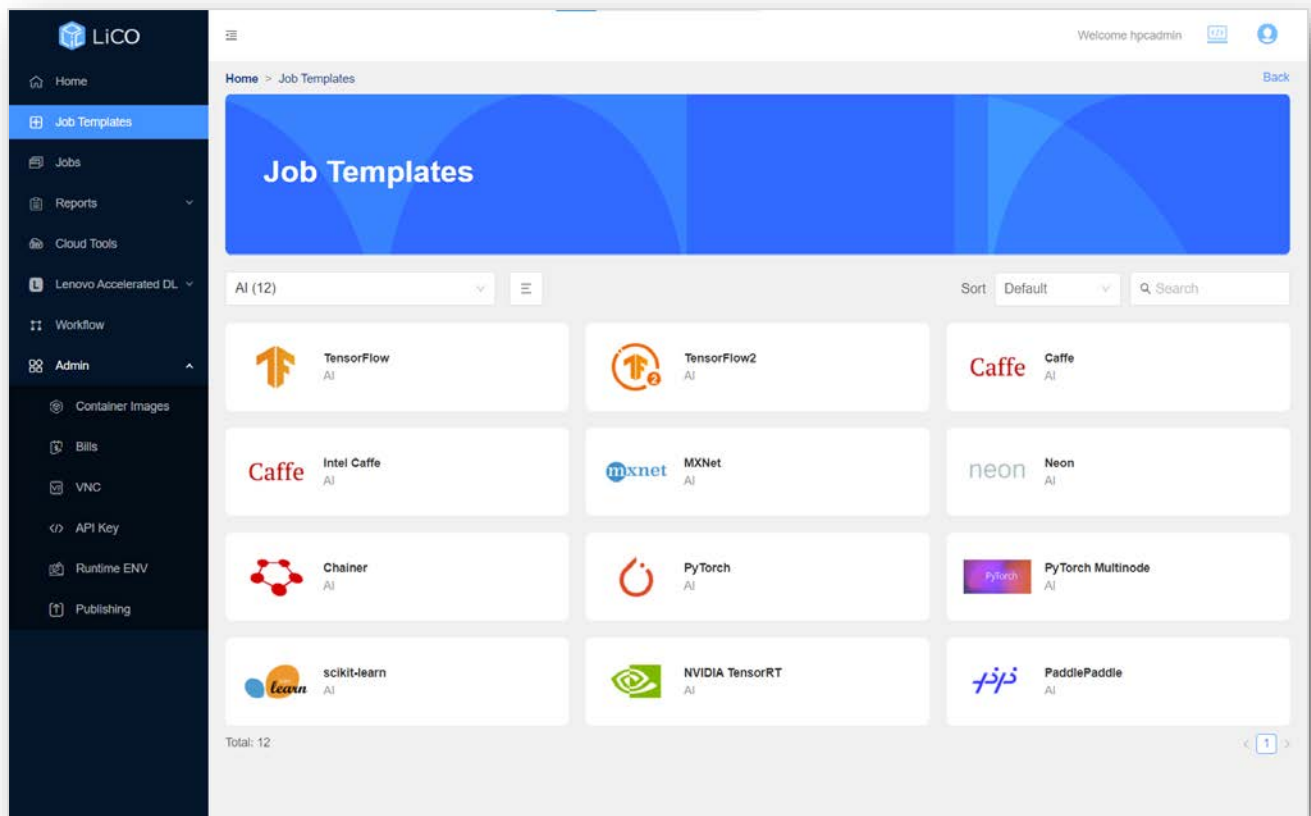 LiCO
Welcome hpcadmin
Home
Job Templates
Jobs
Reports
Cloud Tools
Lenovo Accelerated DL
Workflow
Admin
Container Images
Bills
VNC
API Key
Runtime ENV
Publishing
Home > Job Templates
Back
Job Templates
AI (12)
Sort Default Search
TensorFlow
AI
TensorFlow2
AI
Caffe
Caffe
AI
Caffe
Intel Caffe
AI
mxnet
MXNet
AI
neon
Neon
AI
Chainer
AI
PyTorch
AI
PyTorch
PyTorch Multinode
AI
learn
scikit-learn
AI
NVIDIA TensorRT
AI
PaddlePaddle
AI
Total: 12
< 1 >